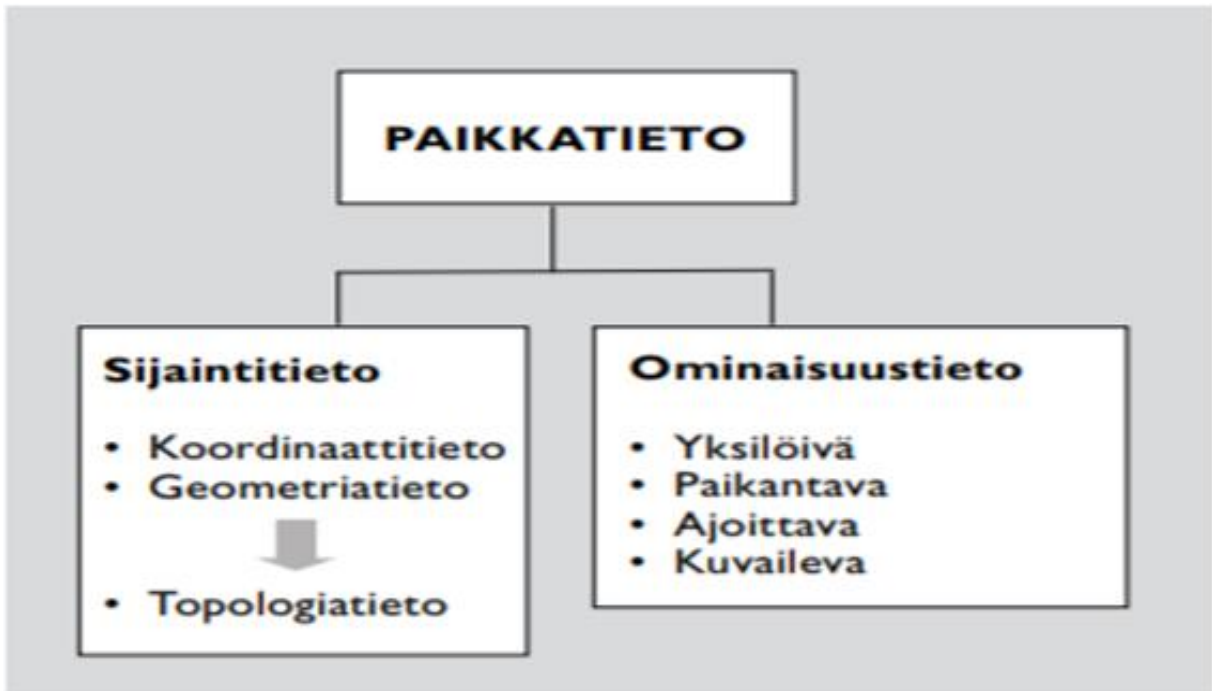 PAIKKATIETO
Sijaintitieto
• Koordinaattitieto
• Geometriatieto
• Topologiatieto
Ominaisuustieto
• Yksilöivä
• Paikantava
• Ajoittava
• Kuvaileva